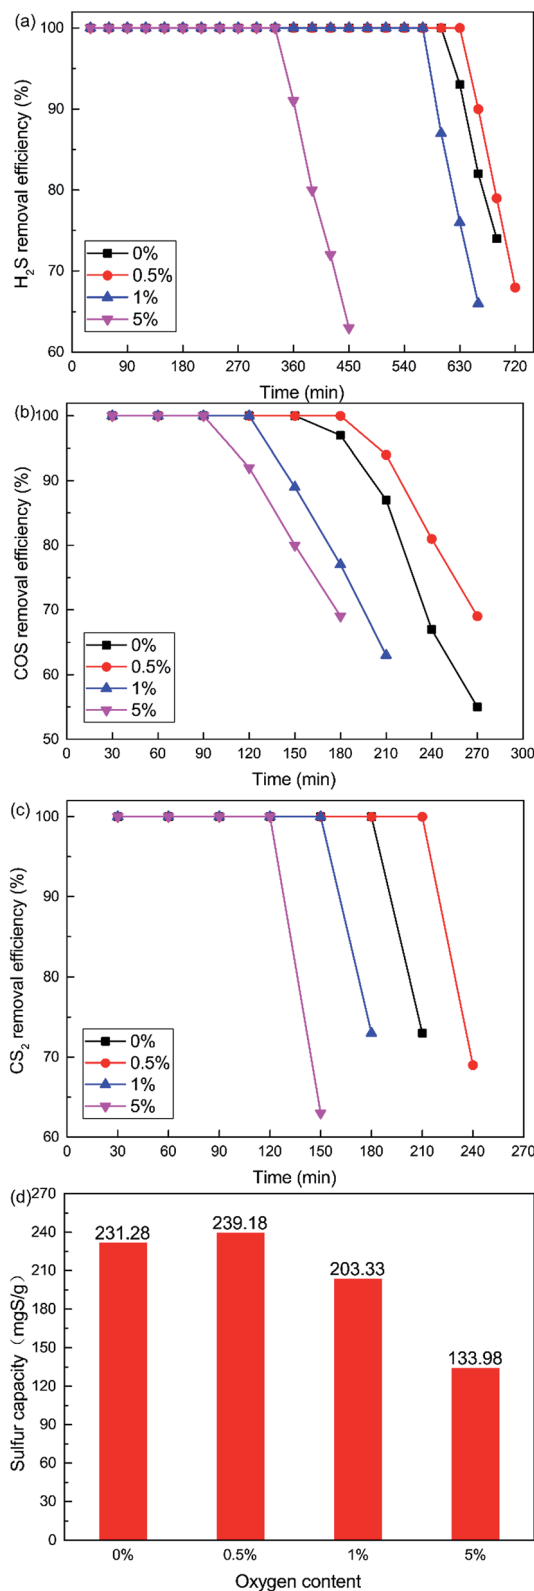 (a)
H₂S removal efficiency (%)
100
90
80
70
60
0%
0.5%
1%
5%
0 90 180 270 360 450 540 630 720
Time (min)
(b)
COS removal efficiency (%)
100
90
80
70
60
50
0%
0.5%
1%
5%
0 30 60 90 120 150 180 210 240 270 300
Time (min)
(c)
CS₂ removal efficiency (%)
100
90
80
70
60
0%
0.5%
1%
5%
0 30 60 90 120 150 180 210 240 270
Time (min)
(d)
Sulfur capacity（mgS/g）
270
240
210
180
150
120
90
60
30
0
231.28
239.18
203.33
133.98
0% 0.5% 1% 5%
Oxygen content